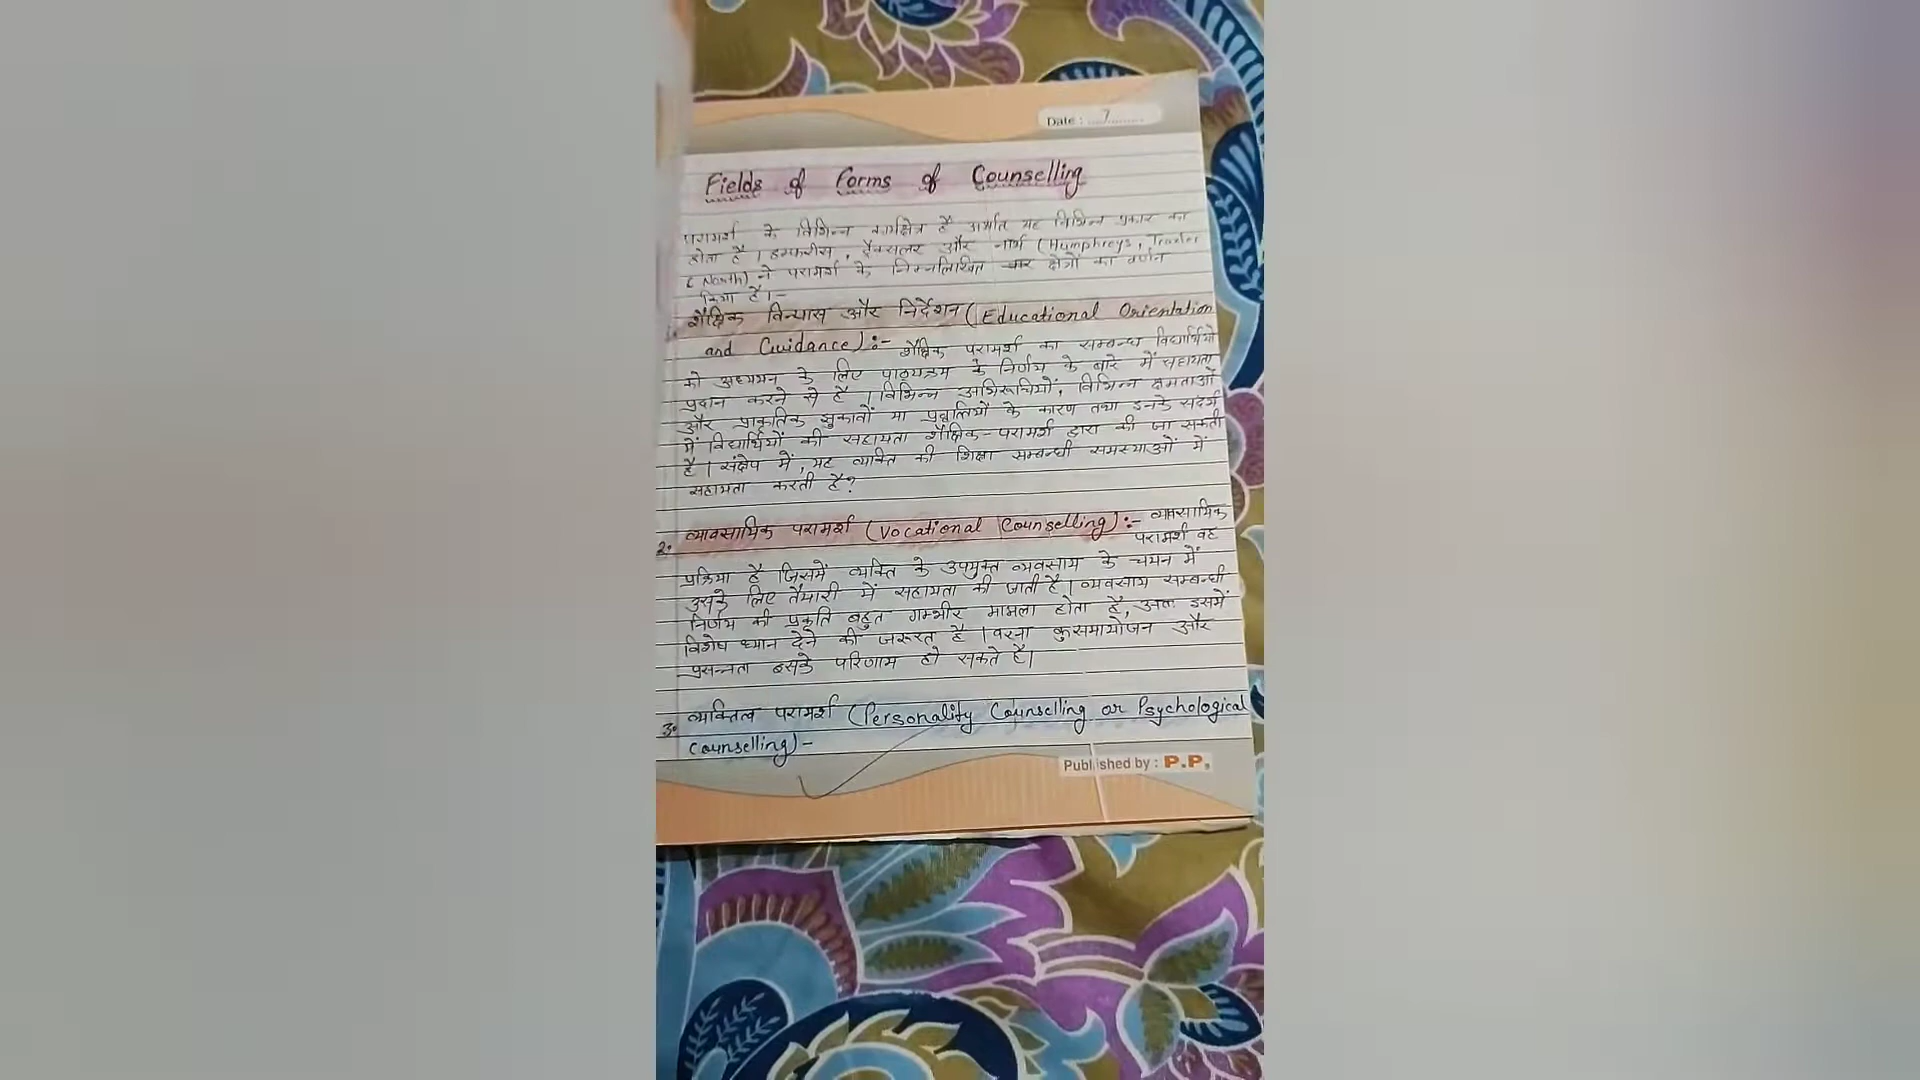 Date : 7
Fields of forms of Counselling
परामर्श के विभिन्न कार्यक्षेत्र है अर्थात यह विभिन्न प्रकार का
होता है। हम्फरीस, ट्रैक्सलर और नार्थ (Humphreys, Traxler
(North) ने परामर्श के निम्नलिखित चार क्षेत्रों का वर्णन
किया है।-
1. शैक्षिक विन्यास और निर्देशन (Educational Orientation
and Guidance) :- शैक्षिक परामर्श का सम्बन्ध विद्यार्थियों
को अध्ययन के लिए पाठ्यक्रम के निर्णय के बारे में सहायता
प्रदान करने से है। विभिन्न अभिरूचियों, विभिन्न क्षमताओं
और प्राकृतिक झुकावों या प्रवृतियों के कारण तथा इनके संदर्भ
में विद्यार्थियों की सहायता शैक्षिक-परामर्श द्वारा की जा सकती
है। संक्षेप में, यह व्यक्ति की शिक्षा सम्बन्धी समस्याओं में
सहायता करती है?
2. व्यावसायिक परामर्श (Vocational Counselling) :- व्यावसायिक
परामर्श वह
प्रक्रिया है जिसमें व्यक्ति के उपयुक्त व्यवसाय के चयन में
उसके लिए तैयारी में सहायता की जाती है। व्यवसाय सम्बन्धी
निर्णय की प्रकृति बहुत गम्भीर मामला होता है, इसमें
विशेष ध्यान देने की जरूरत है। वरना कुसमायोजन और
प्रसन्नता इसके परिणाम हो सकते है।
3. व्यक्तित्व परामर्श (Personality Counselling or Psychological
Counselling) -
Published by : P.P.